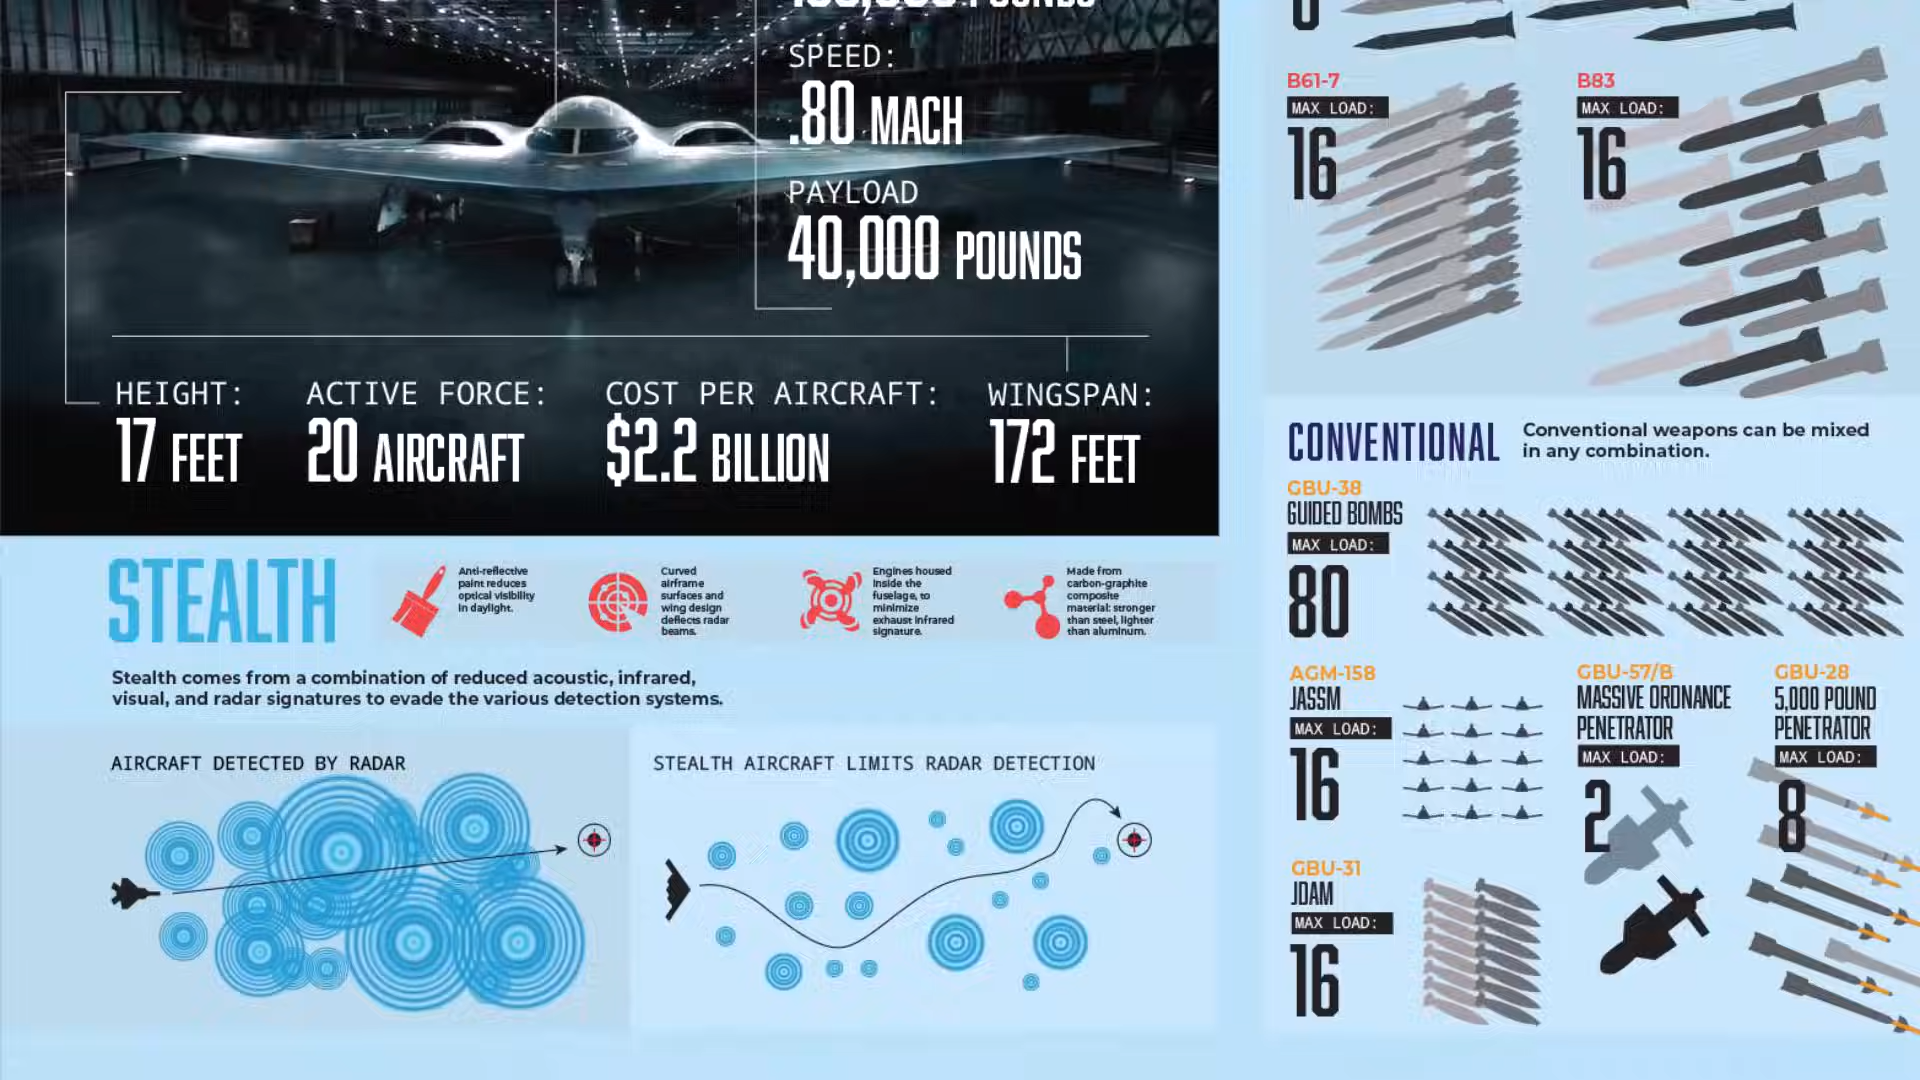 POUNDS
SPEED:
.80 MACH
PAYLOAD
40,000 POUNDS
HEIGHT:
17 FEET
ACTIVE FORCE:
20 AIRCRAFT
COST PER AIRCRAFT:
$2.2 BILLION
WINGSPAN:
172 FEET
STEALTH
Anti-reflective
paint reduces
optical visibility
in daylight.
Curved
airframe
surfaces and
wing design
deflects radar
beams.
Engines housed
inside the
fuselage, to
minimize
exhaust infrared
signature.
Made from
carbon-graphite
composite
material: stronger
than steel, lighter
than aluminum.
Stealth comes from a combination of reduced acoustic, infrared,
visual, and radar signatures to evade the various detection systems.
AIRCRAFT DETECTED BY RADAR
STEALTH AIRCRAFT LIMITS RADAR DETECTION
B61-7
MAX LOAD:
16
B83
MAX LOAD:
16
CONVENTIONAL
Conventional weapons can be mixed
in any combination.
GBU-38
GUIDED BOMBS
MAX LOAD:
80
AGM-158
JASSM
MAX LOAD:
16
GBU-57/B
MASSIVE ORDNANCE
PENETRATOR
MAX LOAD:
2
GBU-28
5,000 POUND
PENETRATOR
MAX LOAD:
8
GBU-31
JDAM
MAX LOAD:
16